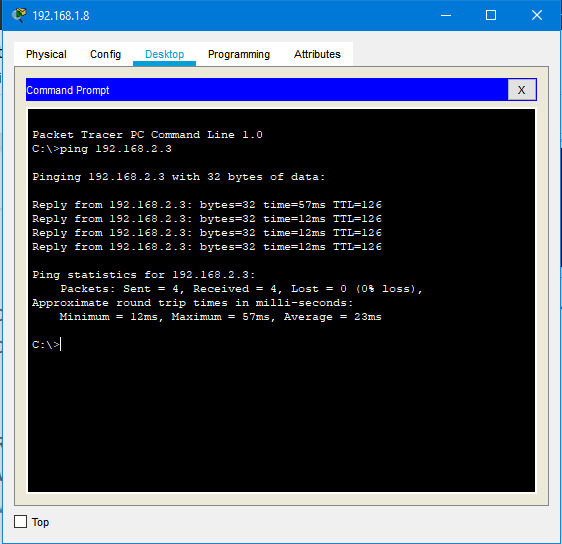 192.168.1.8
Physical Config Desktop Programming Attributes
Command Prompt X
Packet Tracer PC Command Line 1.0
C:\>ping 192.168.2.3
Pinging 192.168.2.3 with 32 bytes of data:
Reply from 192.168.2.3: bytes=32 time=57ms TTL=126
Reply from 192.168.2.3: bytes=32 time=12ms TTL=126
Reply from 192.168.2.3: bytes=32 time=12ms TTL=126
Reply from 192.168.2.3: bytes=32 time=12ms TTL=126
Ping statistics for 192.168.2.3:
Packets: Sent = 4, Received = 4, Lost = 0 (0% loss),
Approximate round trip times in milli-seconds:
Minimum = 12ms, Maximum = 57ms, Average = 23ms
C:\>
Top